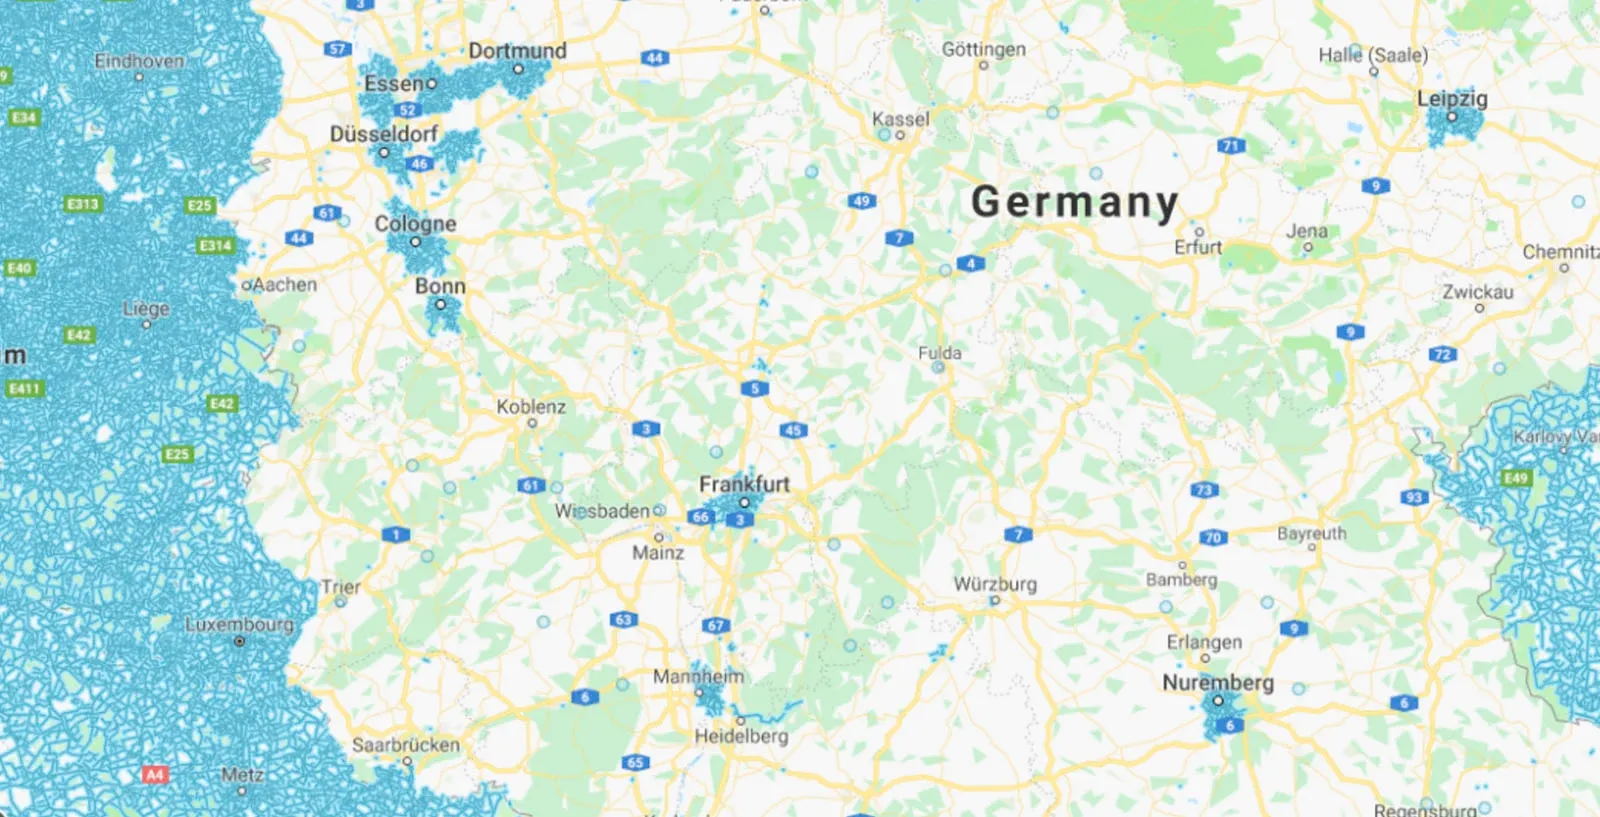 3
Eindhoven
57
Dortmund
44
Göttingen
Halle (Saale)
9
Essen
Leipzig
E34
52
Düsseldorf
46
Kassel
71
E313
E25
61
Cologne
49
Germany
9
E314
44
7
Erfurt
Jena
Chemnitz
E40
4
Aachen
Bonn
Zwickau
Liège
E42
9
m
72
Fulda
E411
5
E42
Koblenz
3
45
Karlovy Va
E25
Frankfurt
E49
61
73
93
Wiesbaden
66
3
1
Mainz
7
70
Bayreuth
Trier
Würzburg
Bamberg
Luxembourg
63
67
9
Erlangen
Mannheim
Nuremberg
6
6
6
Saarbrücken
Heidelberg
A4
Metz
65
Regensburg